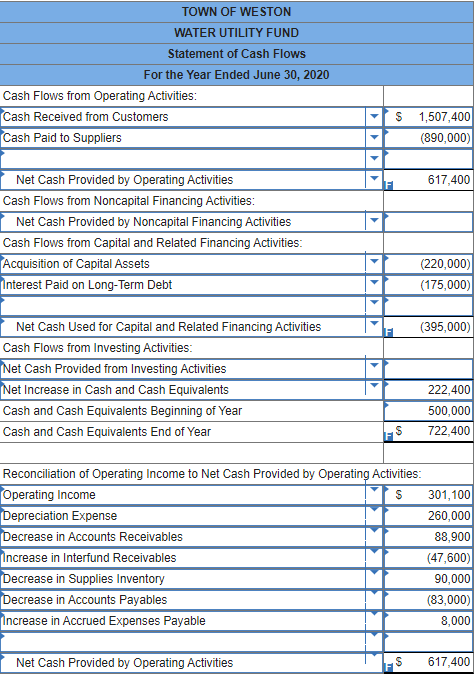 TOWN OF WESTON
WATER UTILITY FUND
Statement of Cash Flows
For the Year Ended June 30, 2020
Cash Flows from Operating Activities:
Cash Received from Customers $ 1,507,400
Cash Paid to Suppliers (890,000)
Net Cash Provided by Operating Activities 617,400
Cash Flows from Noncapital Financing Activities:
Net Cash Provided by Noncapital Financing Activities
Cash Flows from Capital and Related Financing Activities:
Acquisition of Capital Assets (220,000)
Interest Paid on Long-Term Debt (175,000)
Net Cash Used for Capital and Related Financing Activities (395,000)
Cash Flows from Investing Activities:
Net Cash Provided from Investing Activities
Net Increase in Cash and Cash Equivalents 222,400
Cash and Cash Equivalents Beginning of Year 500,000
Cash and Cash Equivalents End of Year $ 722,400
Reconciliation of Operating Income to Net Cash Provided by Operating Activities:
Operating Income $ 301,100
Depreciation Expense 260,000
Decrease in Accounts Receivables 88,900
Increase in Interfund Receivables (47,600)
Decrease in Supplies Inventory 90,000
Decrease in Accounts Payables (83,000)
Increase in Accrued Expenses Payable 8,000
Net Cash Provided by Operating Activities $ 617,400